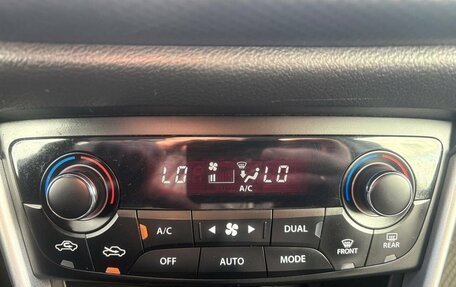 LO LO
A/C
A/C DUAL
FRONT REAR
OFF AUTO MODE